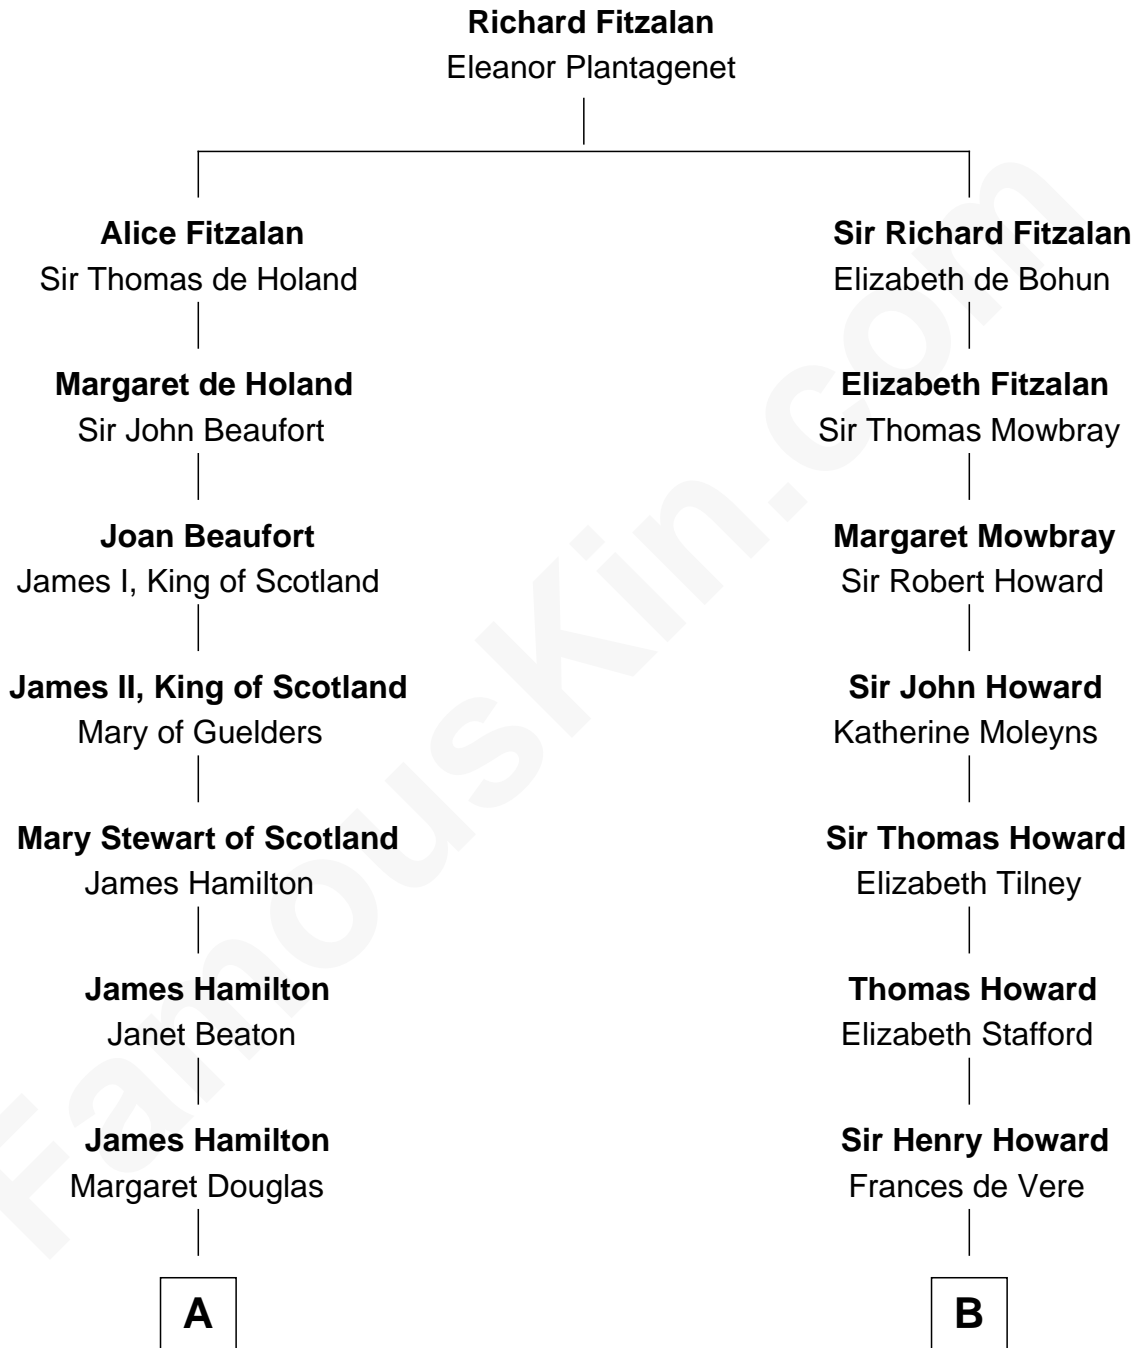 Richard Fitzalan
Eleanor Plantagenet
Alice Fitzalan
Sir Thomas de Holand
Margaret de Holand
Sir John Beaufort
Joan Beaufort
James I, King of Scotland
James II, King of Scotland
Mary of Guelders
Mary Stewart of Scotland
James Hamilton
James Hamilton
Janet Beaton
James Hamilton
Margaret Douglas
A
Sir Richard Fitzalan
Elizabeth de Bohun
Elizabeth Fitzalan
Sir Thomas Mowbray
Margaret Mowbray
Sir Robert Howard
Sir John Howard
Katherine Moleyns
Sir Thomas Howard
Elizabeth Tilney
Thomas Howard
Elizabeth Stafford
Sir Henry Howard
Frances de Vere
B
FamousKin.com